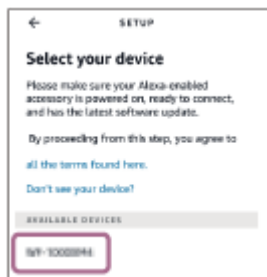 SETUP
Select your device
Please make sure your Alexa-enabled
accessory is powered on, ready to connect,
and has the latest software update.
By proceeding from this step, you agree to
all the terms found here.
Don't see your device?
AVAILABLE DEVICES